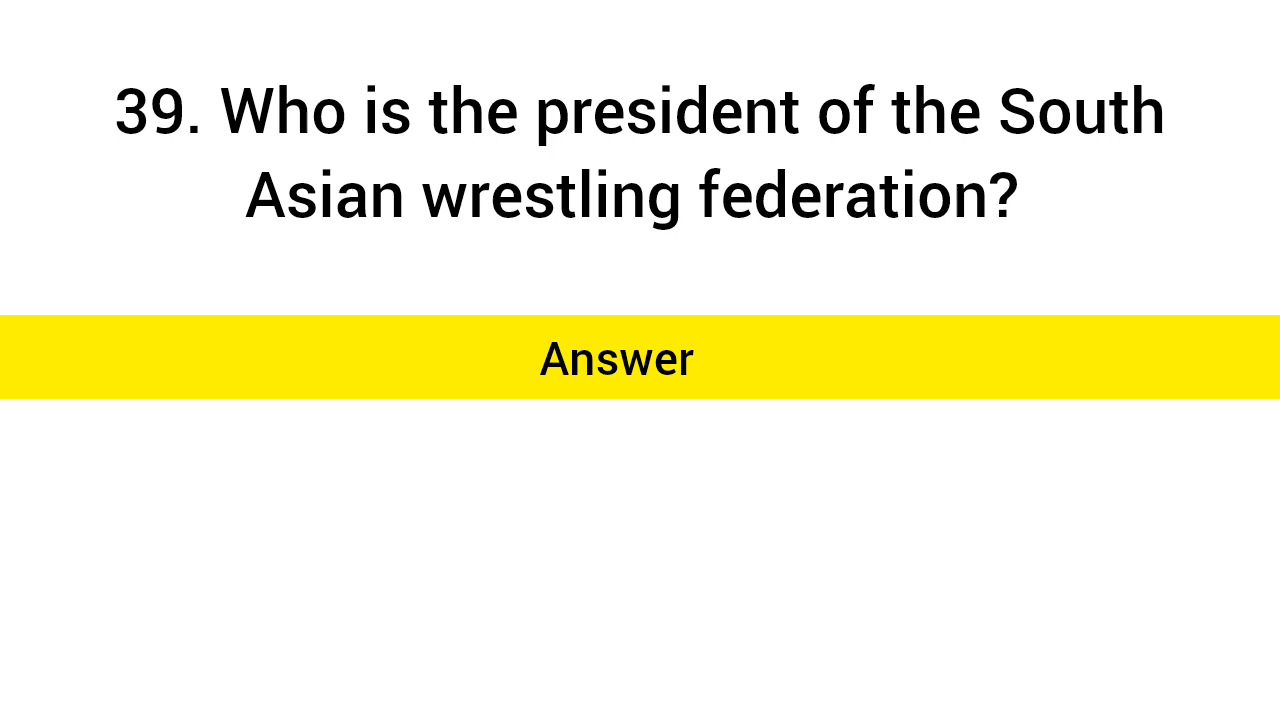 39. Who is the president of the South
Asian wrestling federation?
Answer